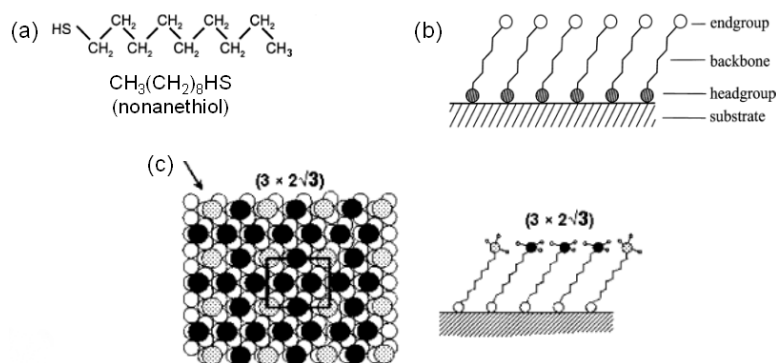 (a)
HS CH₂ CH₂ CH₂ CH₂
CH₂ CH₂ CH₂ CH₂ CH₃
CH₃(CH₂)₈HS
(nonanethiol)
(b)
endgroup
backbone
headgroup
substrate
(c)
(3 × 2√3)
(3 × 2√3)